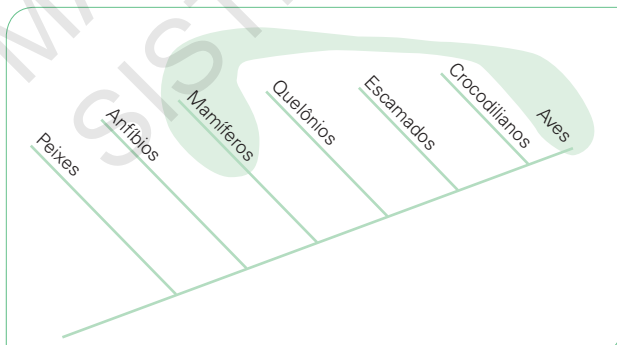 Peixes
Anfíbios
Mamíferos
Quelônios
Escamados
Crocodilianos
Aves